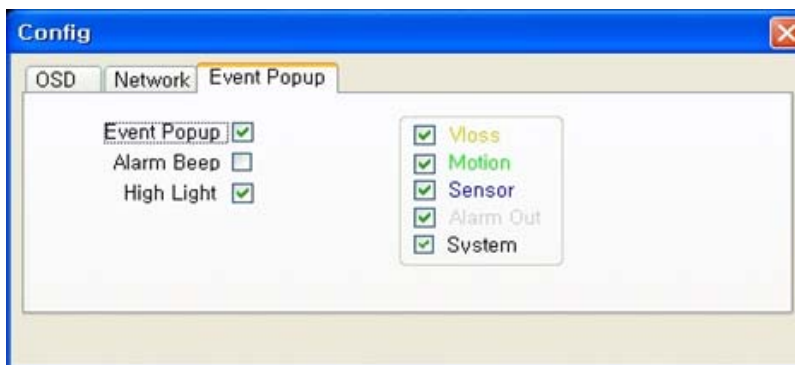 Config
OSD Network Event Popup
Event Popup
Alarm Beep
High Light
Vloss
Motion
Sensor
Alarm Out
System